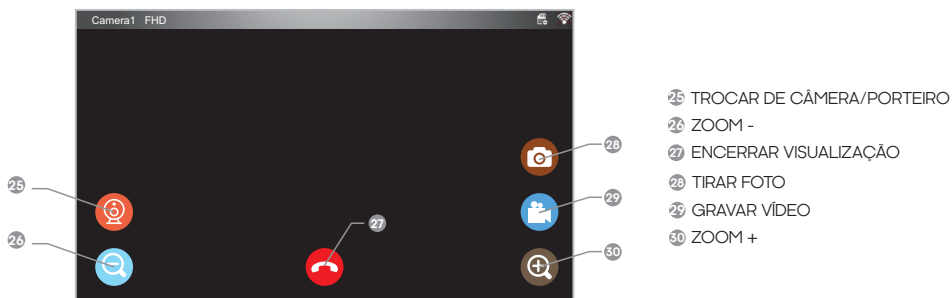 Camera1 FHD
25
26
27
28
29
30
25 TROCAR DE CÂMERA/PORTEIRO
26 ZOOM -
27 ENCERRAR VISUALIZAÇÃO
28 TIRAR FOTO
29 GRAVAR VÍDEO
30 ZOOM +